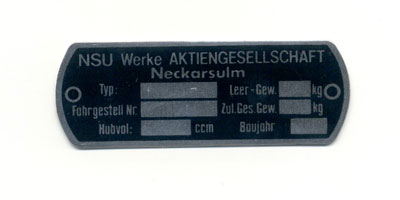 NSU Werke AKTIENGESELLSCHAFT
Neckarsulm
Typ: Leer-Gew. kg
Fahrgestell Nr. Zul.Ges.Gew. kg
Hubvol: ccm Baujahr